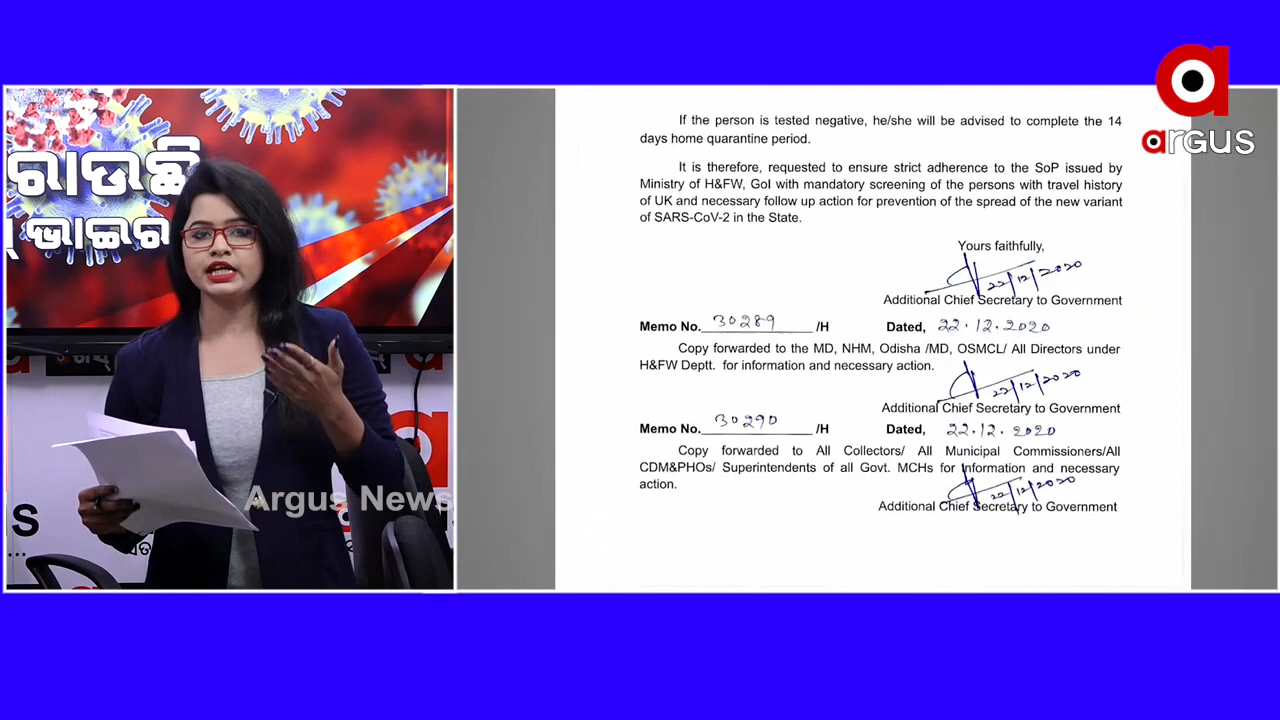 ରାଉଛି
ଭାଇର
Argus News
argus
If the person is tested negative, he/she will be advised to complete the 14
days home quarantine period.
It is therefore, requested to ensure strict adherence to the SoP issued by
Ministry of H&FW, GoI with mandatory screening of the persons with travel history
of UK and necessary follow up action for prevention of the spread of the new variant
of SARS-CoV-2 in the State.
Yours faithfully,
22/12/2020
Additional Chief Secretary to Government
Memo No. 30289 /H Dated, 22.12.2020
Copy forwarded to the MD, NHM, Odisha /MD, OSMCL/ All Directors under
H&FW Deptt. for information and necessary action.
22/12/2020
Additional Chief Secretary to Government
Memo No. 30290 /H Dated, 22.12.2020
Copy forwarded to All Collectors/ All Municipal Commissioners/All
CDM&PHOs/ Superintendents of all Govt. MCHs for information and necessary
action.
22/12/2020
Additional Chief Secretary to Government